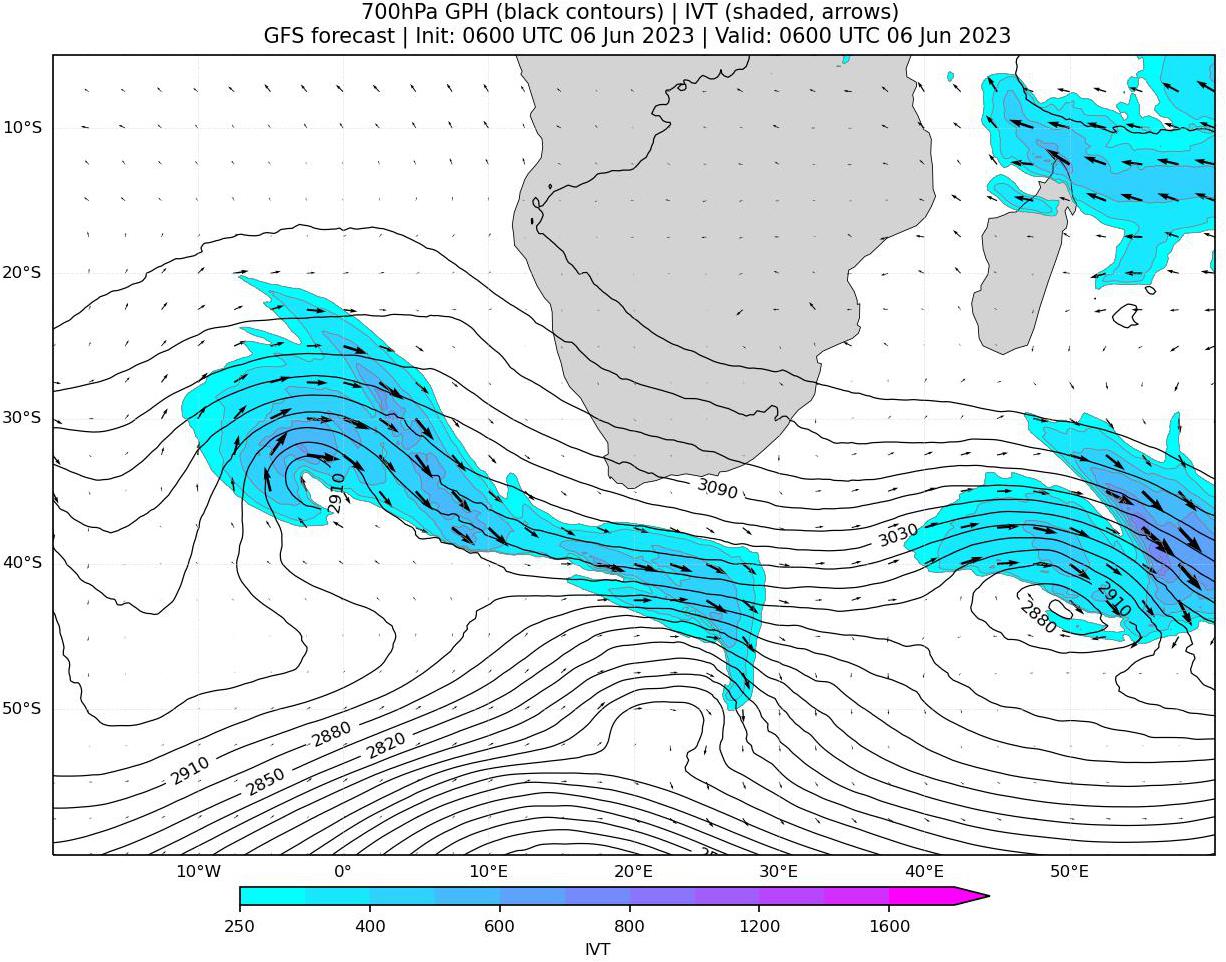 700hPa GPH (black contours) | IVT (shaded, arrows)
GFS forecast | Init: 0600 UTC 06 Jun 2023 | Valid: 0600 UTC 06 Jun 2023
10°S
20°S
30°S
2910
3090
3030
40°S
2910
2880
50°S
2880
2820
2910
2850
10°W 0° 10°E 20°E 30°E 40°E 50°E
250 400 600 800 1200 1600
IVT